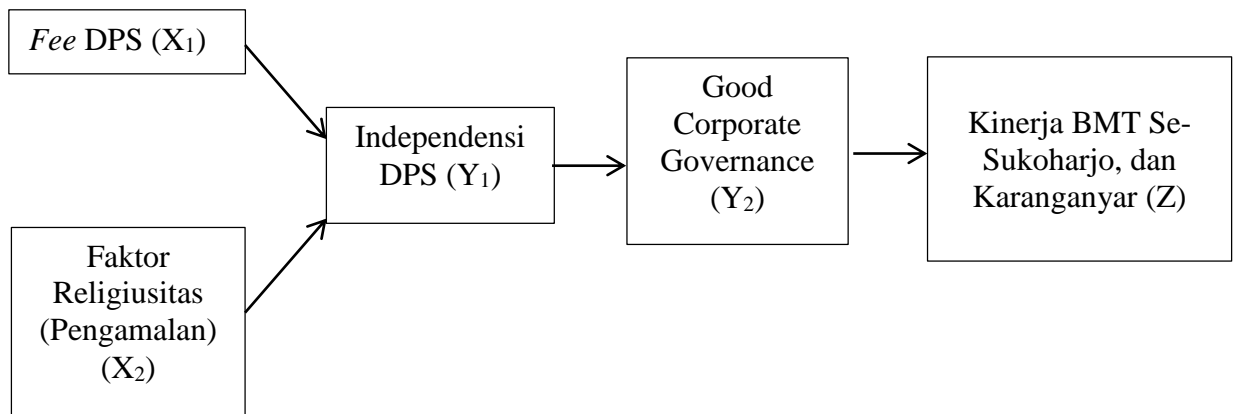 Fee DPS (X₁)
Independensi
DPS (Y₁)
Good
Corporate
Governance
(Y₂)
Kinerja BMT Se-
Sukoharjo, dan
Karanganyar (Z)
Faktor
Religiusitas
(Pengamalan)
(X₂)